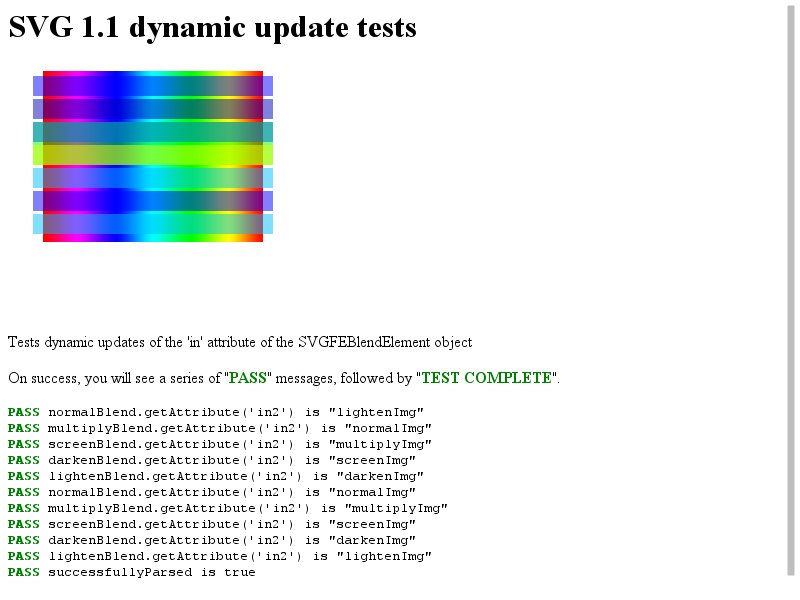 SVG 1.1 dynamic update tests
Tests dynamic updates of the 'in' attribute of the SVGFEBlendElement object
On success, you will see a series of "PASS" messages, followed by "TEST COMPLETE".
PASS normalBlend.getAttribute('in2') is "lightenImg"
PASS multiplyBlend.getAttribute('in2') is "normalImg"
PASS screenBlend.getAttribute('in2') is "multiplyImg"
PASS darkenBlend.getAttribute('in2') is "screenImg"
PASS lightenBlend.getAttribute('in2') is "darkenImg"
PASS normalBlend.getAttribute('in2') is "normalImg"
PASS multiplyBlend.getAttribute('in2') is "multiplyImg"
PASS screenBlend.getAttribute('in2') is "screenImg"
PASS darkenBlend.getAttribute('in2') is "darkenImg"
PASS lightenBlend.getAttribute('in2') is "lightenImg"
PASS successfullyParsed is true